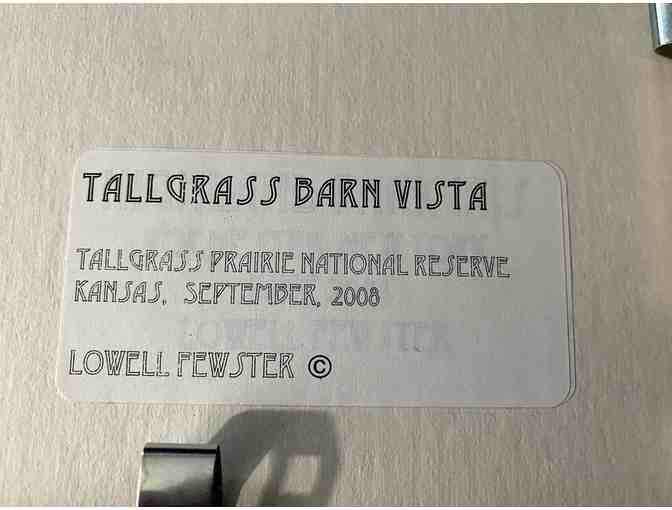 TALLGRASS BARN VISTA
TALLGRASS PRAIRIE NATIONAL RESERVE
KANSAS, SEPTEMBER, 2008
LOWELL FEWSTER ©